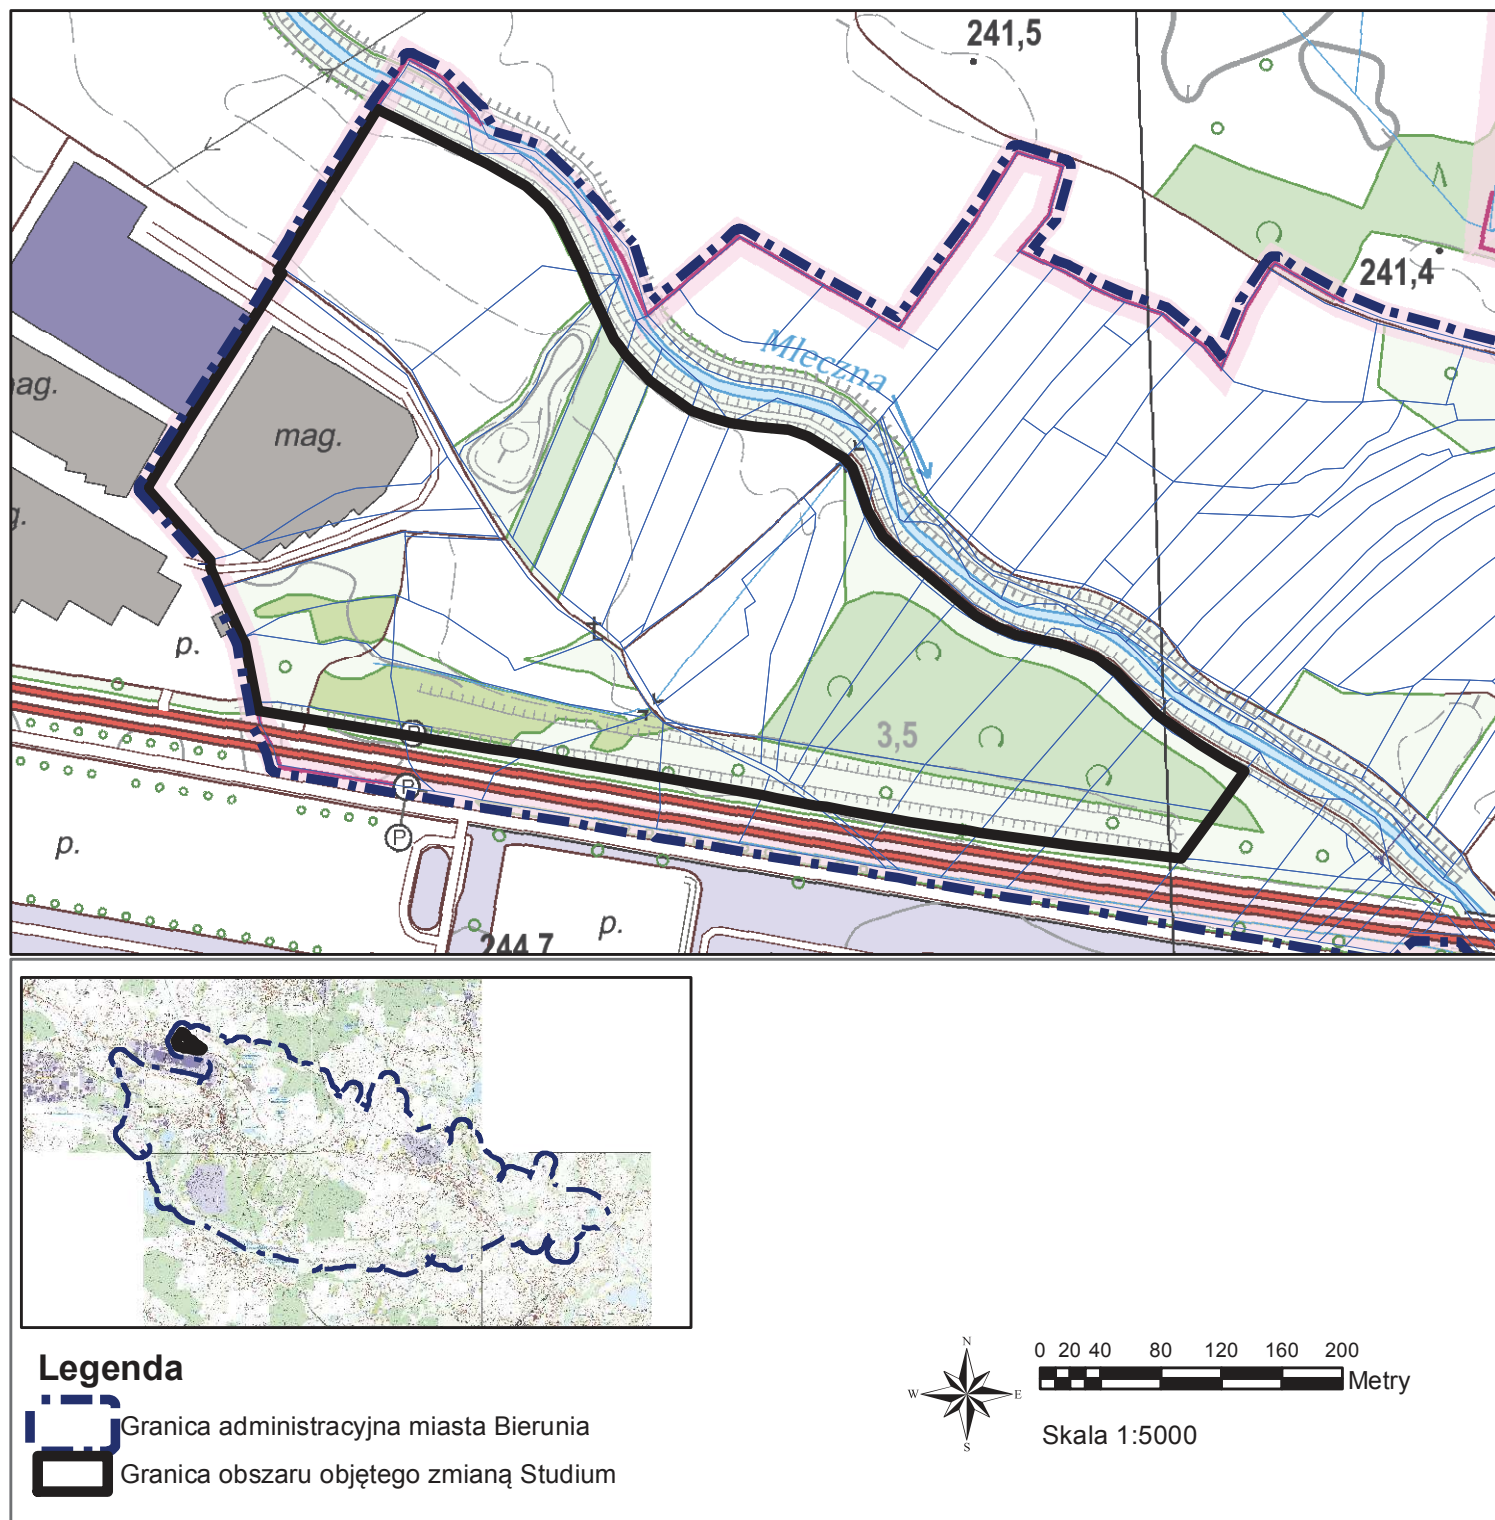 241,5
Mleczna
241,4
ag.
mag.
g.
p.
3,5
P
P
P
p.
p.
244,7
Legenda
Granica administracyjna miasta Bierunia
Granica obszaru objętego zmianą Studium
N
W E
S
0 20 40 80 120 160 200
Metry
Skala 1:5000